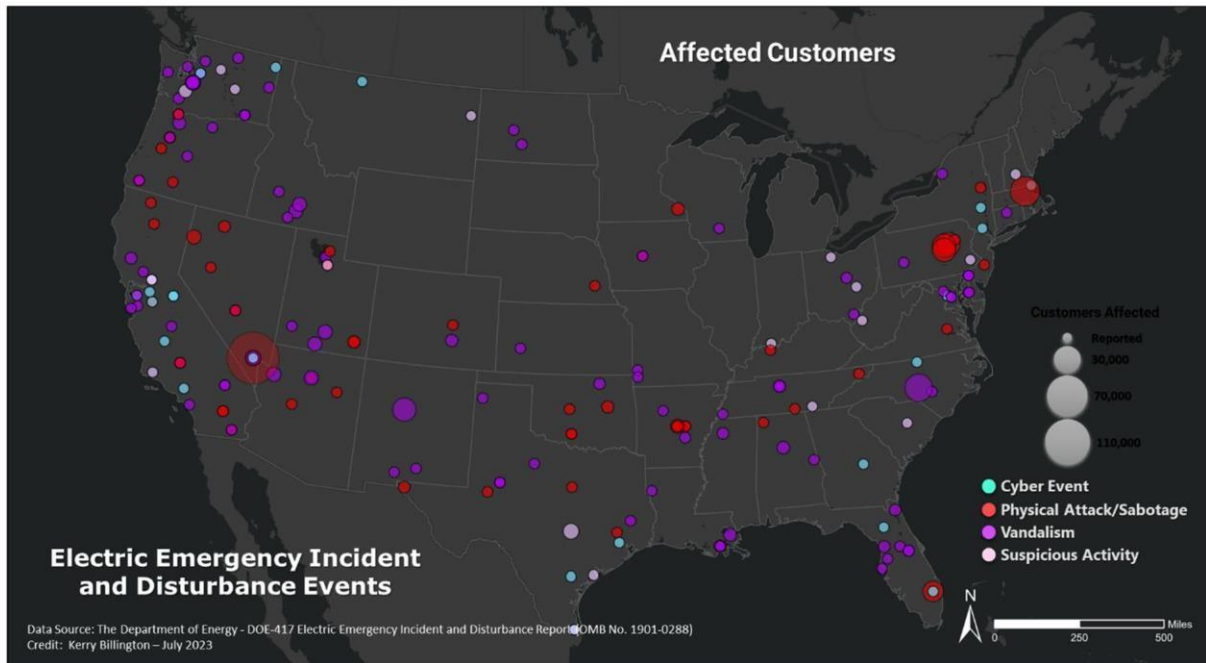 Affected Customers
Customers Affected
Reported
30,000
70,000
110,000
Cyber Event
Physical Attack/Sabotage
Vandalism
Suspicious Activity
Electric Emergency Incident
and Disturbance Events
N
Miles
0 250 500
Data Source: The Department of Energy - DOE-417 Electric Emergency Incident and Disturbance Report (OMB No. 1901-0288)
Credit: Kerry Billington – July 2023